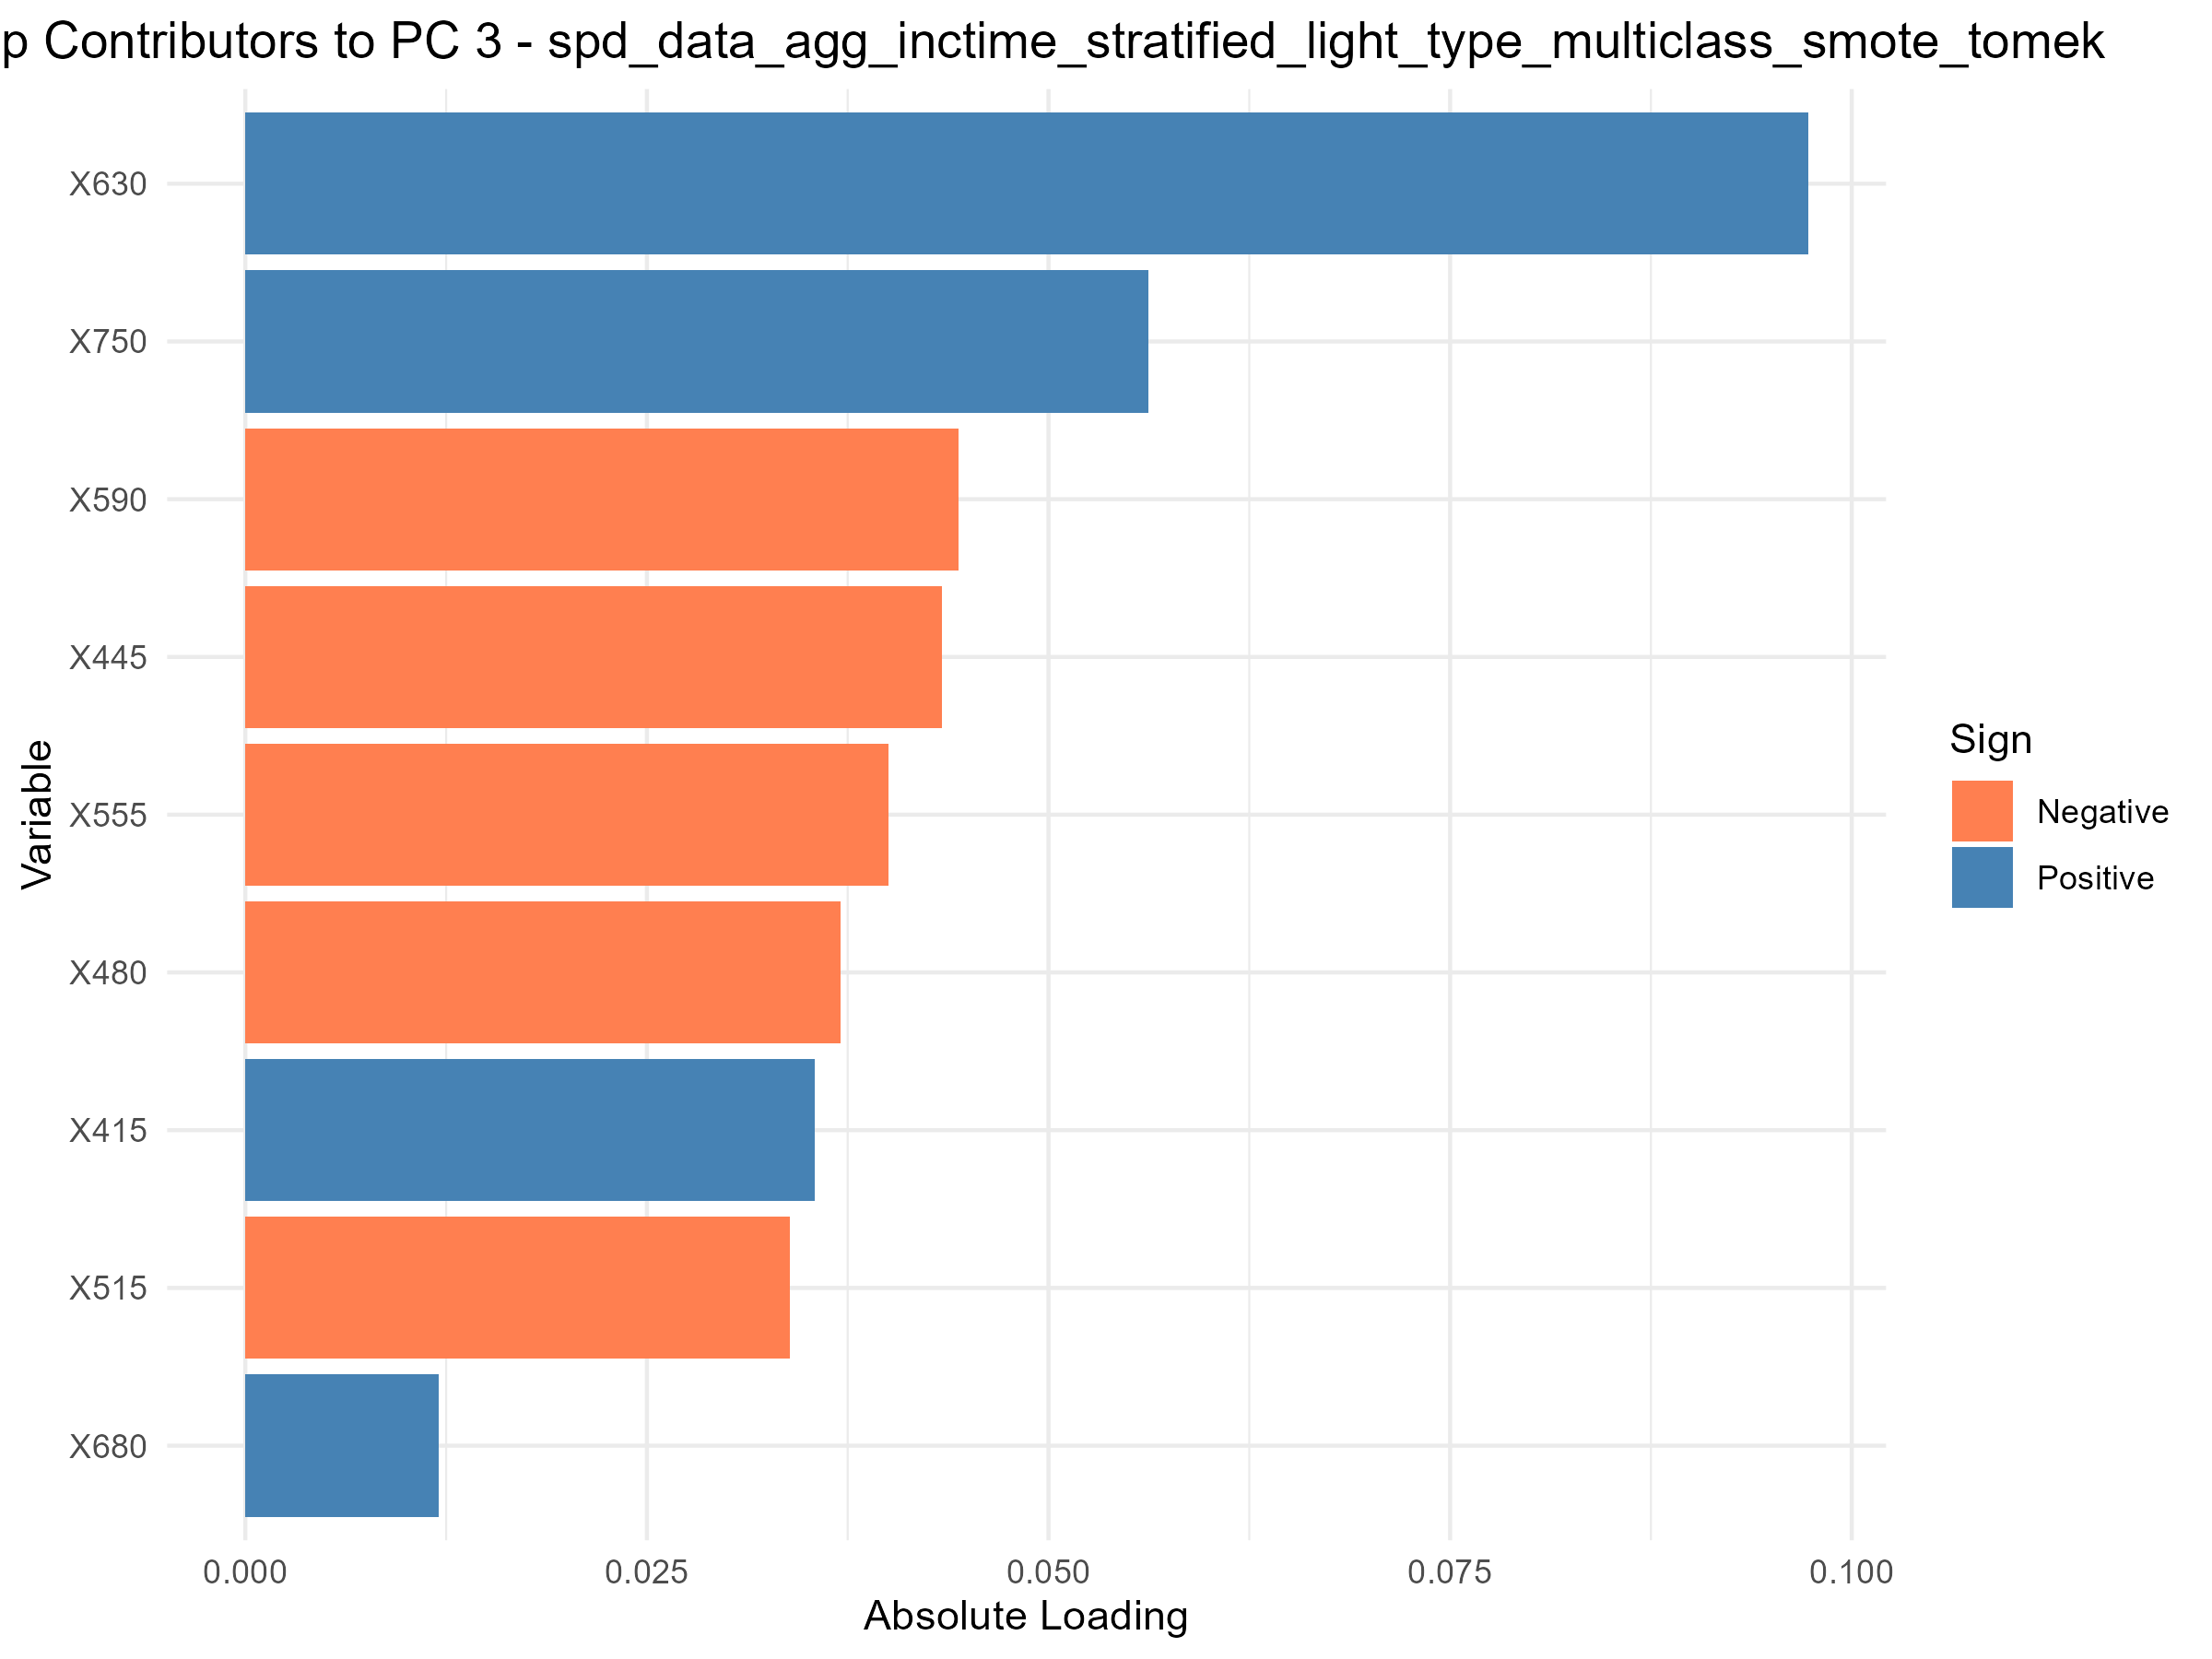 p Contributors to PC 3 - spd_data_agg_inctime_stratified_light_type_multiclass_smote_tomek
X630
X750
X590
X445
X555
X480
X415
X515
X680
Variable
0.000 0.025 0.050 0.075 0.100
Absolute Loading
Sign
Negative
Positive